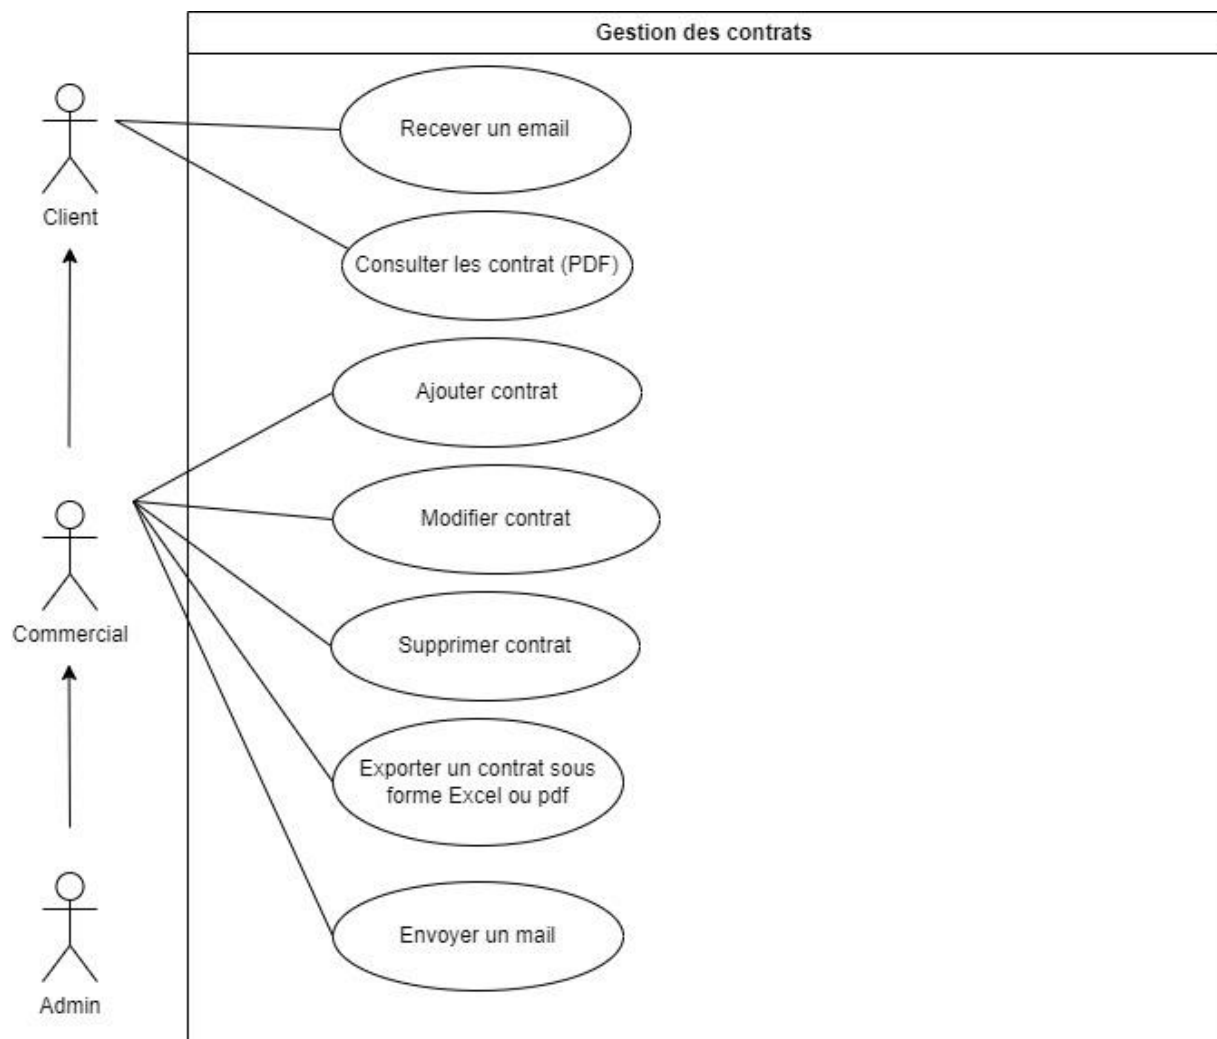 Gestion des contrats
Recever un email
Client
Consulter les contrat (PDF)
Ajouter contrat
Modifier contrat
Commercial
Supprimer contrat
Exporter un contrat sous
forme Excel ou pdf
Envoyer un mail
Admin